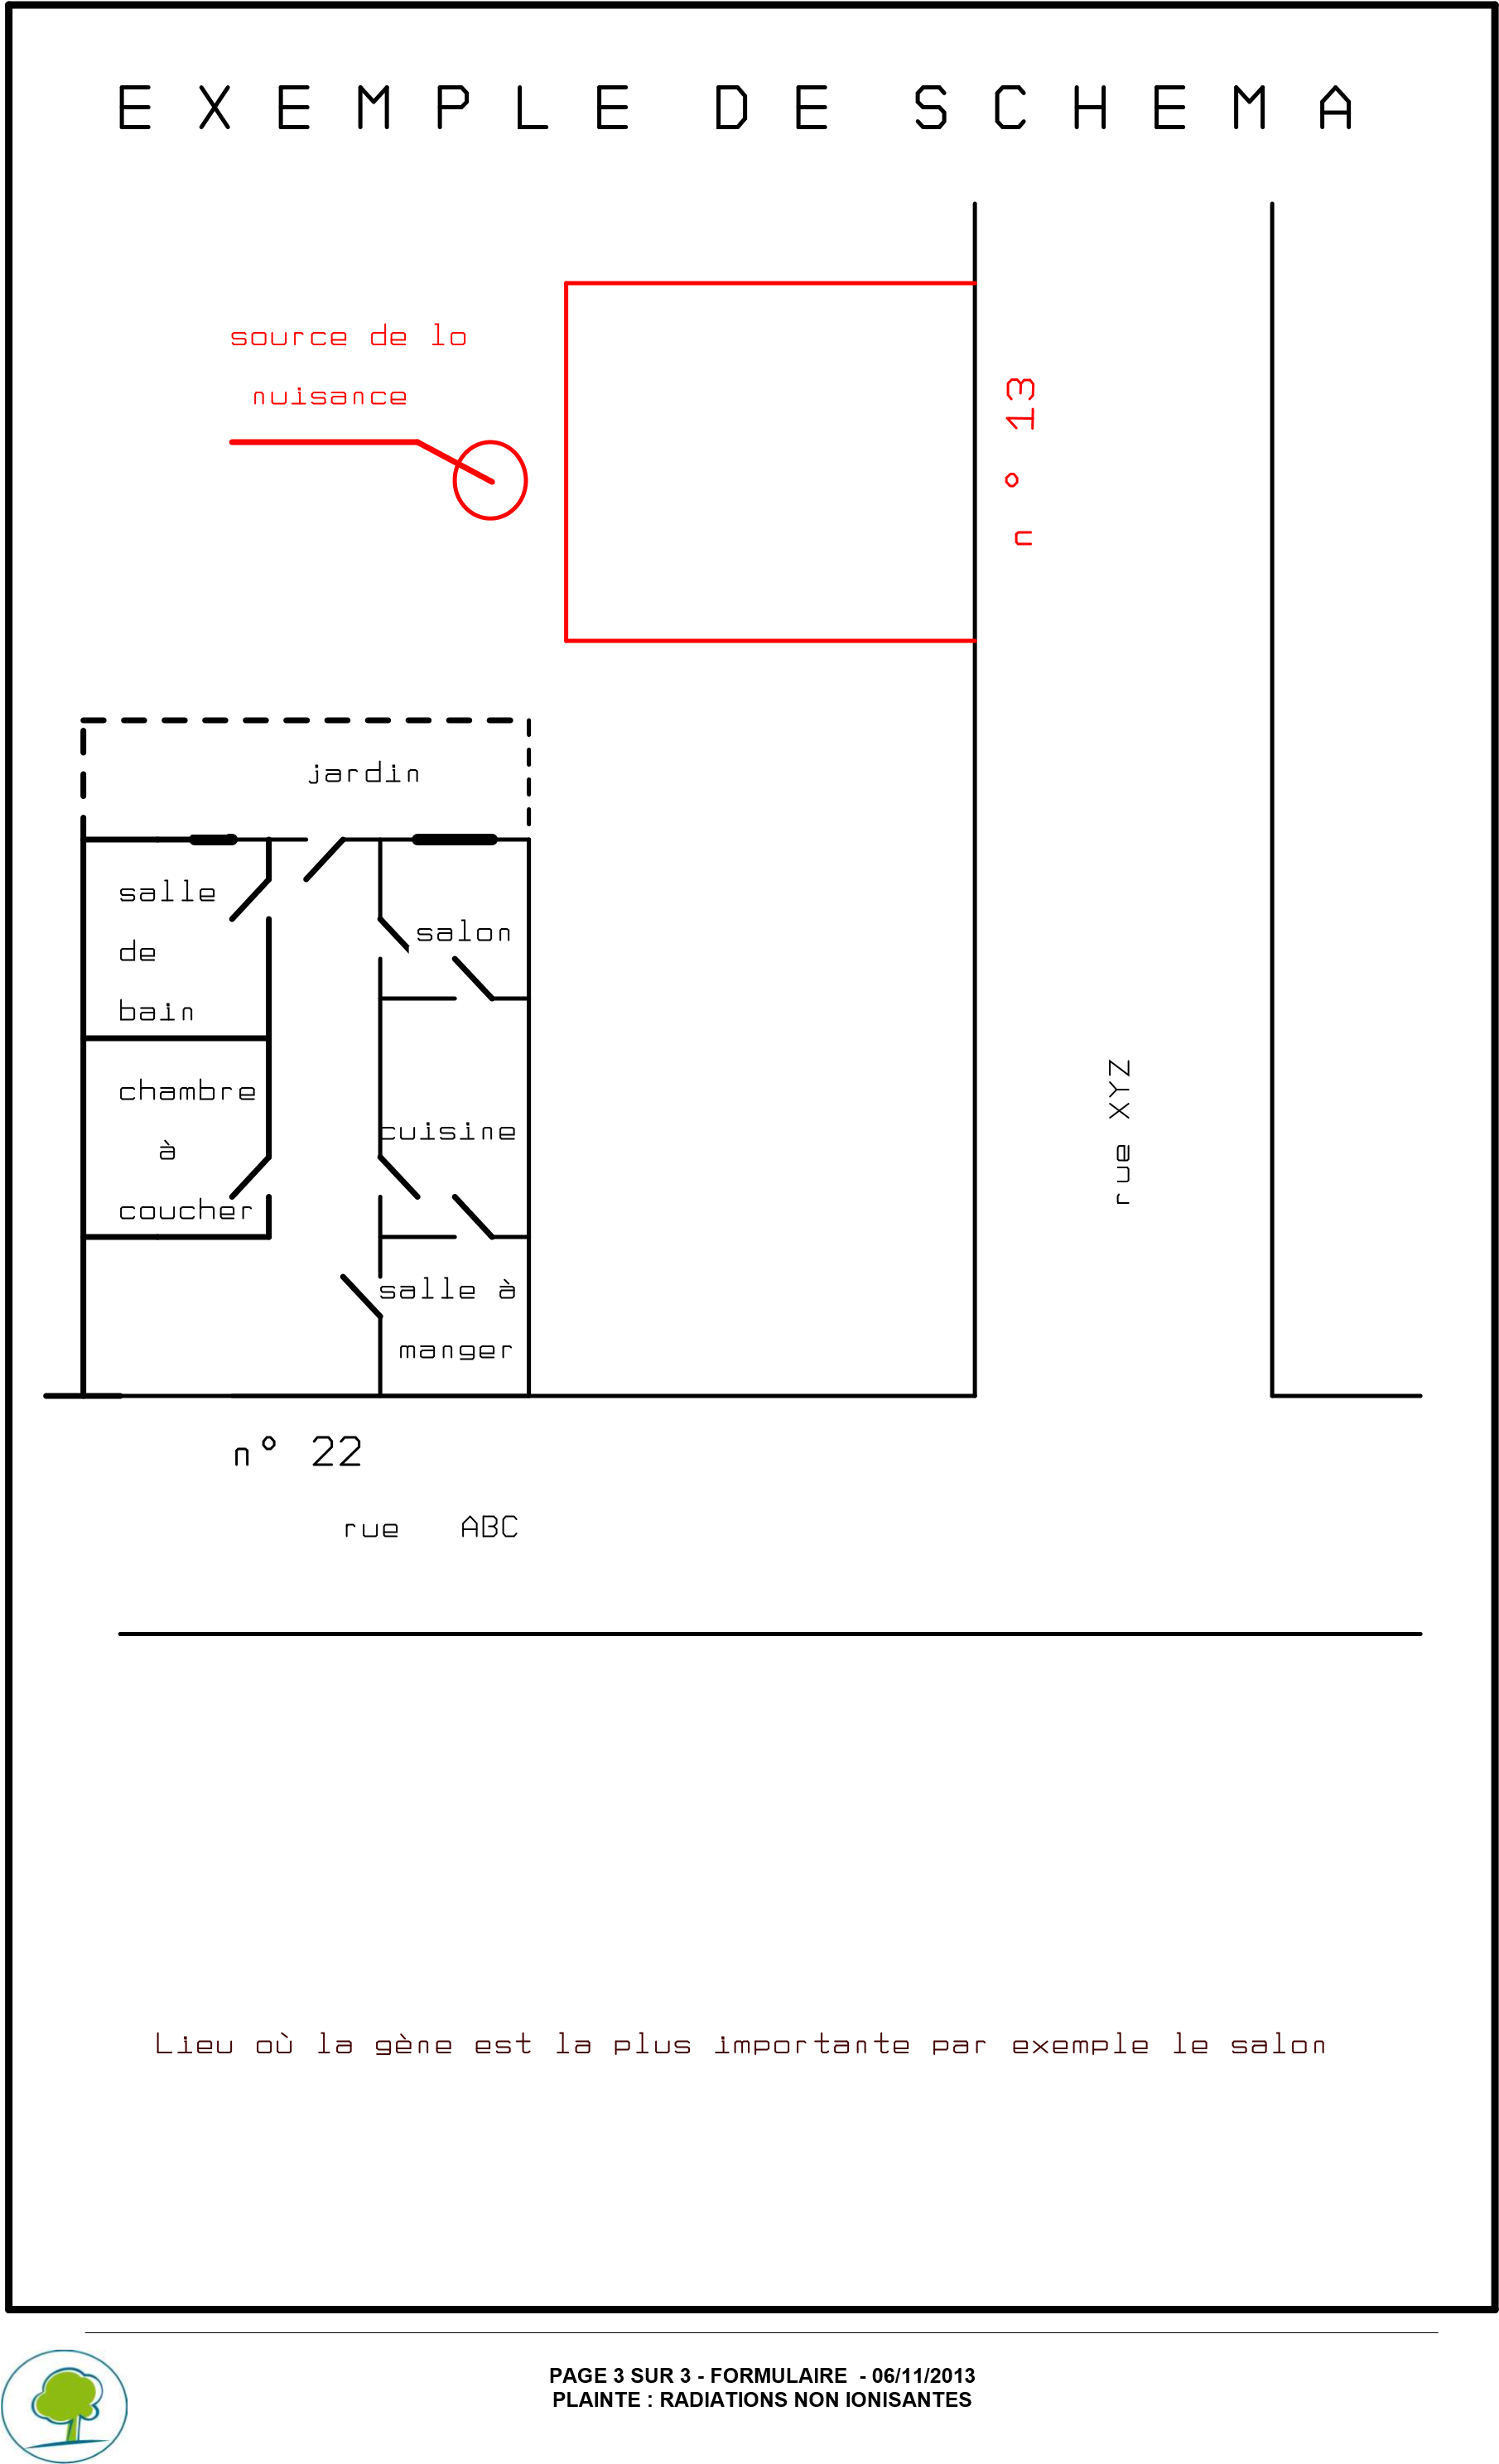 EXEMPLE DE SCHEMA
source de lo
nuisance
n° 13
jardin
salle
de
bain
salon
chambre
à
coucher
cuisine
rue XYZ
salle à
manger
n° 22
rue ABC
Lieu où la gène est la plus importante par exemple le salon
PAGE 3 SUR 3 - FORMULAIRE - 06/11/2013
PLAINTE : RADIATIONS NON IONISANTES